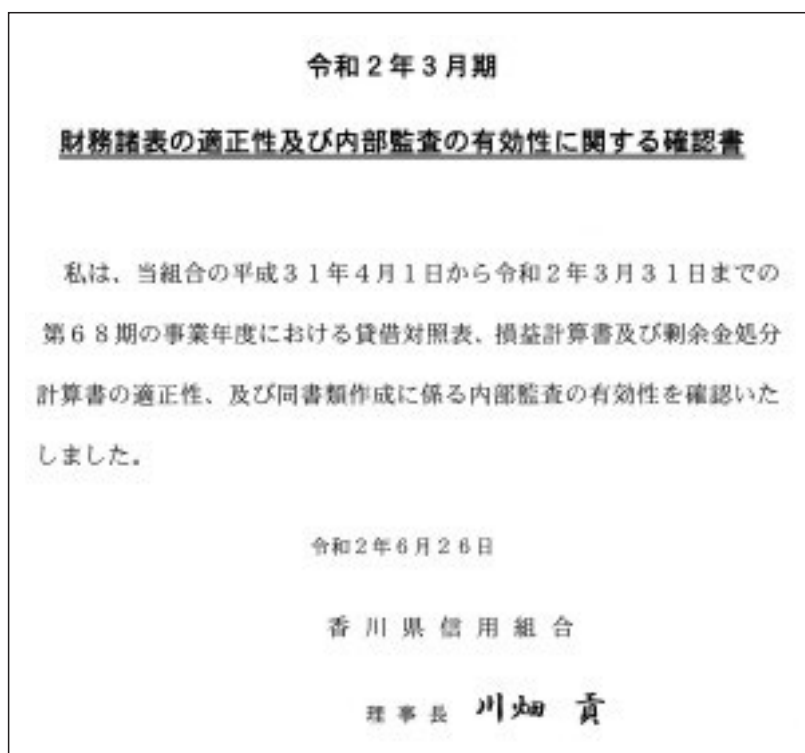 令和２年３月期
財務諸表の適正性及び内部監査の有効性に関する確認書
私は、当組合の平成３１年４月１日から令和２年３月３１日までの
第６８期の事業年度における貸借対照表、損益計算書及び剰余金処分
計算書の適正性、及び同書類作成に係る内部監査の有効性を確認いた
しました。
令和２年６月２６日
香川県信用組合
理事長 川畑 貢